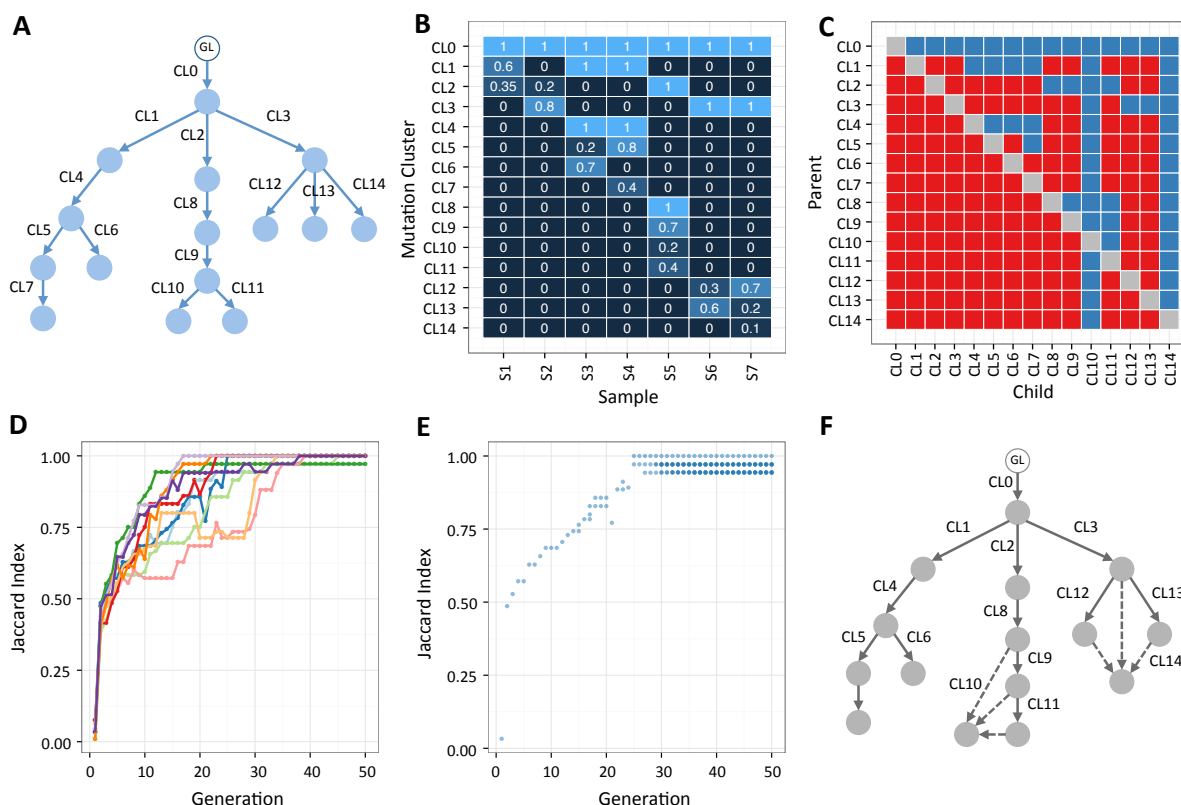 A
GL
CL0
CL1
CL2
CL3
CL4
CL8
CL12
CL13
CL14
CL5
CL6
CL9
CL7
CL10
CL11
B
Mutation Cluster
CL0 1 1 1 1 1 1 1
CL1 0.6 0 1 1 0 0 0
CL2 0.35 0.2 0 0 1 0 0
CL3 0 0.8 0 0 0 1 1
CL4 0 0 1 1 0 0 0
CL5 0 0 0.2 0.8 0 0 0
CL6 0 0 0.7 0 0 0 0
CL7 0 0 0 0.4 0 0 0
CL8 0 0 0 0 1 0 0
CL9 0 0 0 0 0.7 0 0
CL10 0 0 0 0 0.2 0 0
CL11 0 0 0 0 0.4 0 0
CL12 0 0 0 0 0 0.3 0.7
CL13 0 0 0 0 0 0.6 0.2
CL14 0 0 0 0 0 0 0.1
S1 S2 S3 S4 S5 S6 S7
Sample
C
Parent
CL0
CL1
CL2
CL3
CL4
CL5
CL6
CL7
CL8
CL9
CL10
CL11
CL12
CL13
CL14
CL0 CL1 CL2 CL3 CL4 CL5 CL6 CL7 CL8 CL9 CL10 CL11 CL12 CL13 CL14
Child
D
Jaccard Index
1.00
0.75
0.50
0.25
0.00
0 10 20 30 40 50
Generation
E
Jaccard Index
1.00
0.75
0.50
0.25
0.00
0 10 20 30 40 50
Generation
F
GL
CL0
CL1
CL2
CL3
CL4
CL8
CL12
CL13
CL5
CL6
CL9
CL14
CL10
CL11